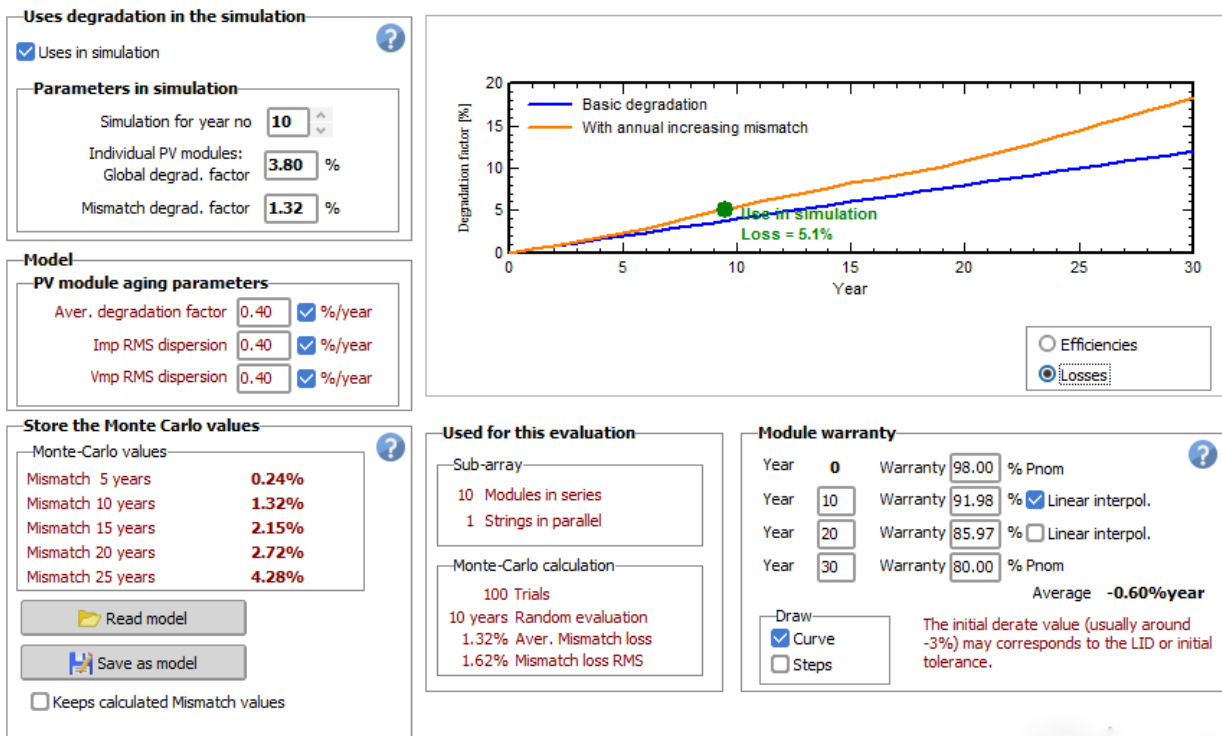 Uses degradation in the simulation
?
Uses in simulation
Parameters in simulation
Simulation for year no 10
Individual PV modules:
Global degrad. factor 3.80 %
Mismatch degrad. factor 1.32 %
Model
PV module aging parameters
Aver. degradation factor 0.40 %/year
Imp RMS dispersion 0.40 %/year
Vmp RMS dispersion 0.40 %/year
Store the Monte Carlo values
?
Monte-Carlo values
Mismatch 5 years 0.24%
Mismatch 10 years 1.32%
Mismatch 15 years 2.15%
Mismatch 20 years 2.72%
Mismatch 25 years 4.28%
Read model
Save as model
Keeps calculated Mismatch values
Degradation factor [%]
20
15
10
5
0
Basic degradation
With annual increasing mismatch
Use in simulation
Loss = 5.1%
0 5 10 15 20 25 30
Year
Efficiencies
Losses
Used for this evaluation
Sub-array
10 Modules in series
1 Strings in parallel
Monte-Carlo calculation
100 Trials
10 years Random evaluation
1.32% Aver. Mismatch loss
1.62% Mismatch loss RMS
Module warranty
?
Year 0 Warranty 98.00 % Pnom
Year 10 Warranty 91.98 % Linear interpol.
Year 20 Warranty 85.97 % Linear interpol.
Year 30 Warranty 80.00 % Pnom
Average -0.60%year
Draw
Curve
Steps
The initial derate value (usually around
-3%) may corresponds to the LID or initial
tolerance.